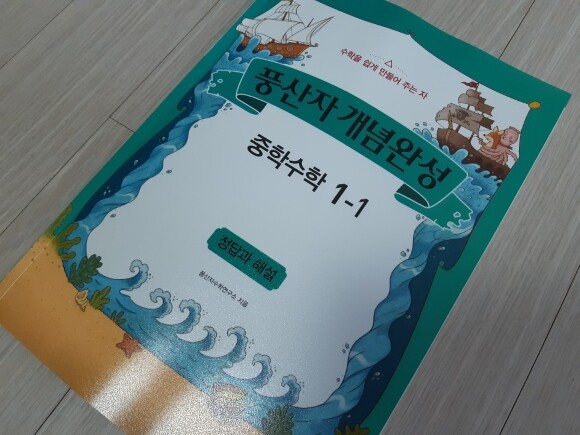 수학을 쉽게 만들어 주는 자
풍산자 개념완성
중학수학 1-1
정답과 해설
풍산자수학연구소 지음